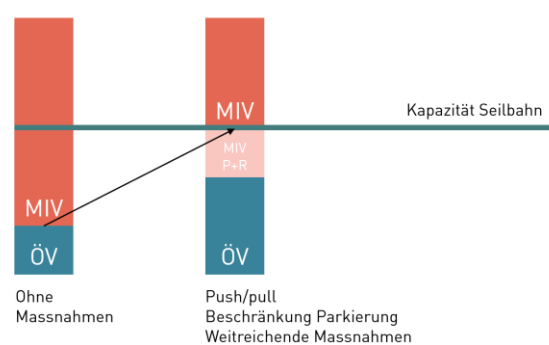 MIV
Kapazität Seilbahn
MIV
P+R
MIV
ÖV
ÖV
Ohne
Massnahmen
Push/pull
Beschränkung Parkierung
Weitreichende Massnahmen